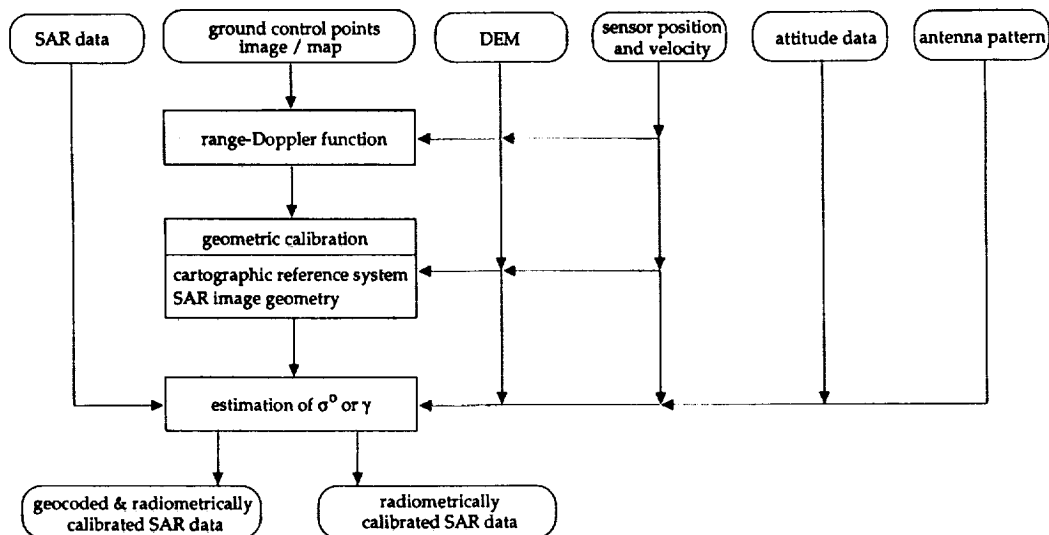 SAR data
ground control points
image / map
DEM
sensor position
and velocity
attitude data
antenna pattern
range-Doppler function
geometric calibration
cartographic reference system
SAR image geometry
estimation of σ⁰ or γ
geocoded & radiometrically
calibrated SAR data
radiometrically
calibrated SAR data